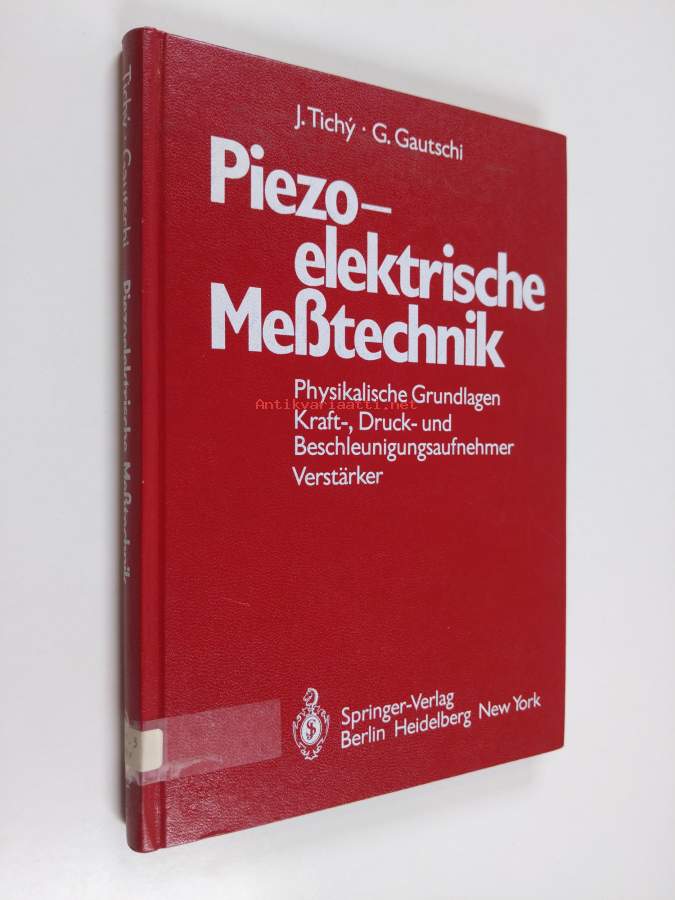 J. Tichý · G. Gautschi
Piezo–
elektrische
Meßtechnik
Physikalische Grundlagen
Antikvariaatti.net
Kraft-, Druck- und
Beschleunigungsaufnehmer
Verstärker
Springer-Verlag
Berlin Heidelberg New York
Tichý · Gautschi Piezoelektrische Meßtechnik